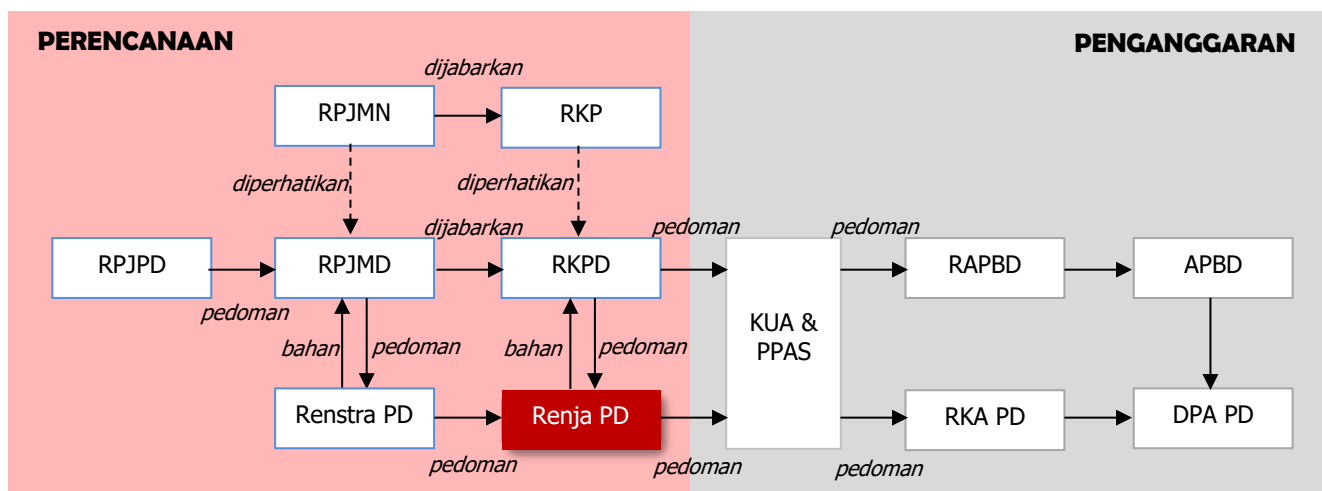 PERENCANAAN
PENGANGGARAN
dijabarkan
RPJMN
RKP
diperhatikan
diperhatikan
dijabarkan
pedoman
pedoman
RPJPD
RPJMD
RKPD
RAPBD
APBD
pedoman
KUA &
PPAS
bahan
pedoman
bahan
pedoman
Renstra PD
Renja PD
RKA PD
DPA PD
pedoman
pedoman
pedoman